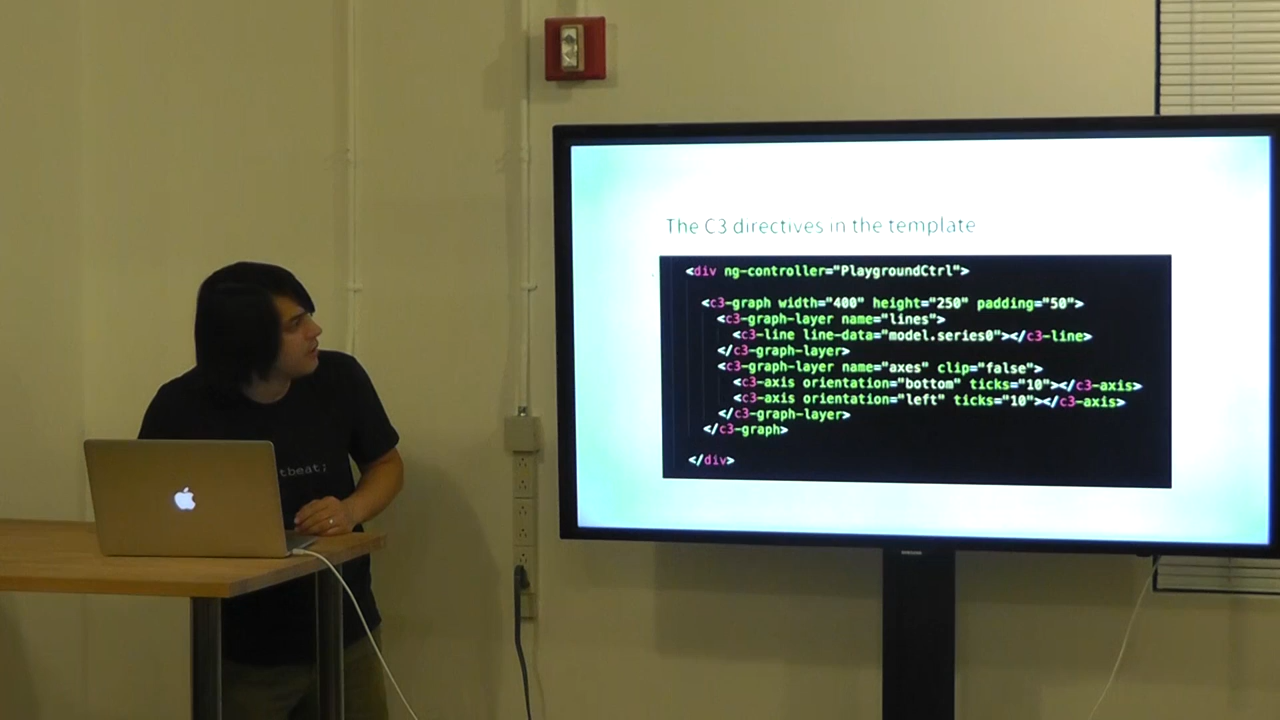 The C3 directives in the template
<div ng-controller="PlaygroundCtrl">
<c3-graph width="400" height="250" padding="50">
<c3-graph-layer name="lines">
<c3-line line-data="model.series0"></c3-line>
</c3-graph-layer>
<c3-graph-layer name="axes" clip="false">
<c3-axis orientation="bottom" ticks="10"></c3-axis>
<c3-axis orientation="left" ticks="10"></c3-axis>
</c3-graph-layer>
</c3-graph>
</div>
tbeat;
SAMSUNG